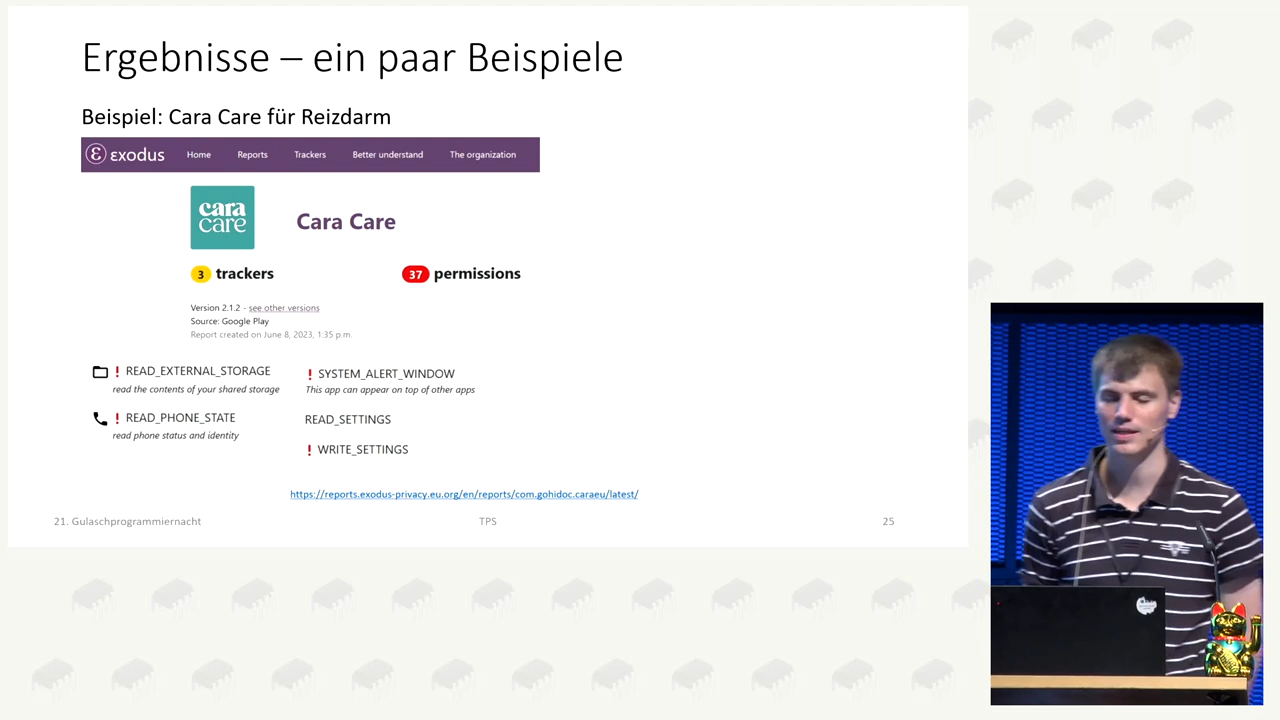 Ergebnisse – ein paar Beispiele
Beispiel: Cara Care für Reizdarm
εxodus Home Reports Trackers Better understand The organization
cara care
Cara Care
3 trackers
37 permissions
Version 2.1.2 - see other versions
Source: Google Play
Report created on June 8, 2023, 1:35 p.m.
! READ_EXTERNAL_STORAGE
read the contents of your shared storage
! READ_PHONE_STATE
read phone status and identity
! SYSTEM_ALERT_WINDOW
This app can appear on top of other apps
READ_SETTINGS
! WRITE_SETTINGS
https://reports.exodus-privacy.eu.org/en/reports/com.gohidoc.caraeu/latest/
21. Gulaschprogrammiernacht TPS 25